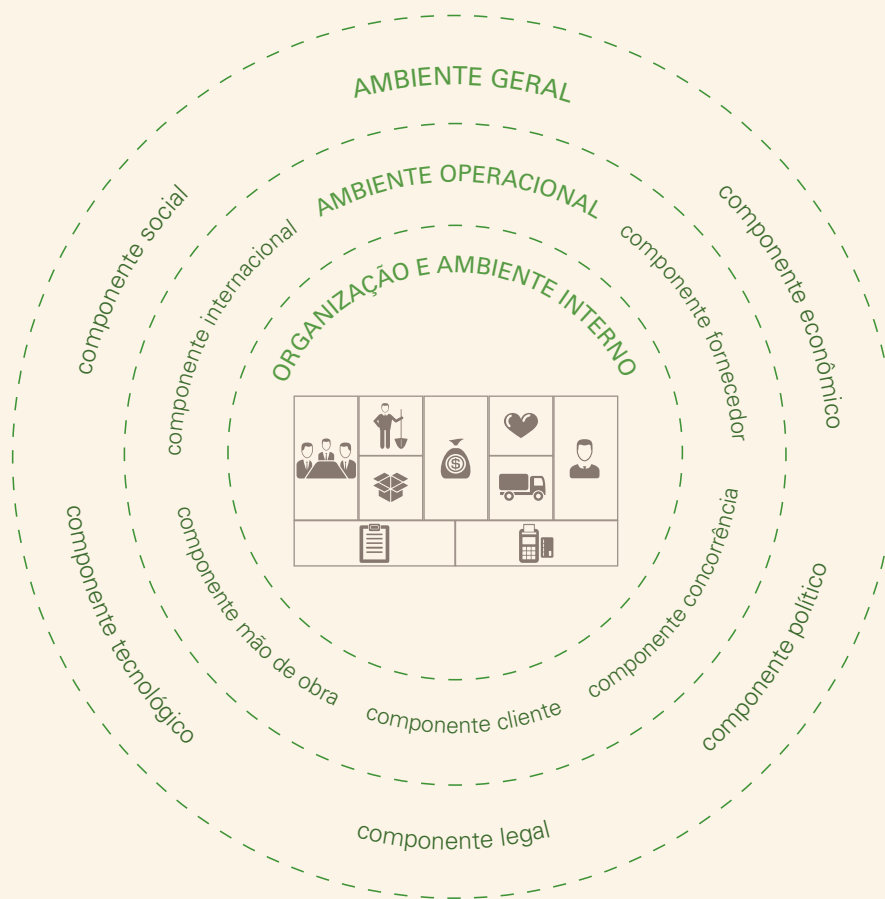 AMBIENTE GERAL
componente social
componente econômico
componente tecnológico
componente político
componente legal
AMBIENTE OPERACIONAL
componente internacional
componente fornecedor
componente mão de obra
componente concorrência
componente cliente
ORGANIZAÇÃO E AMBIENTE INTERNO
$